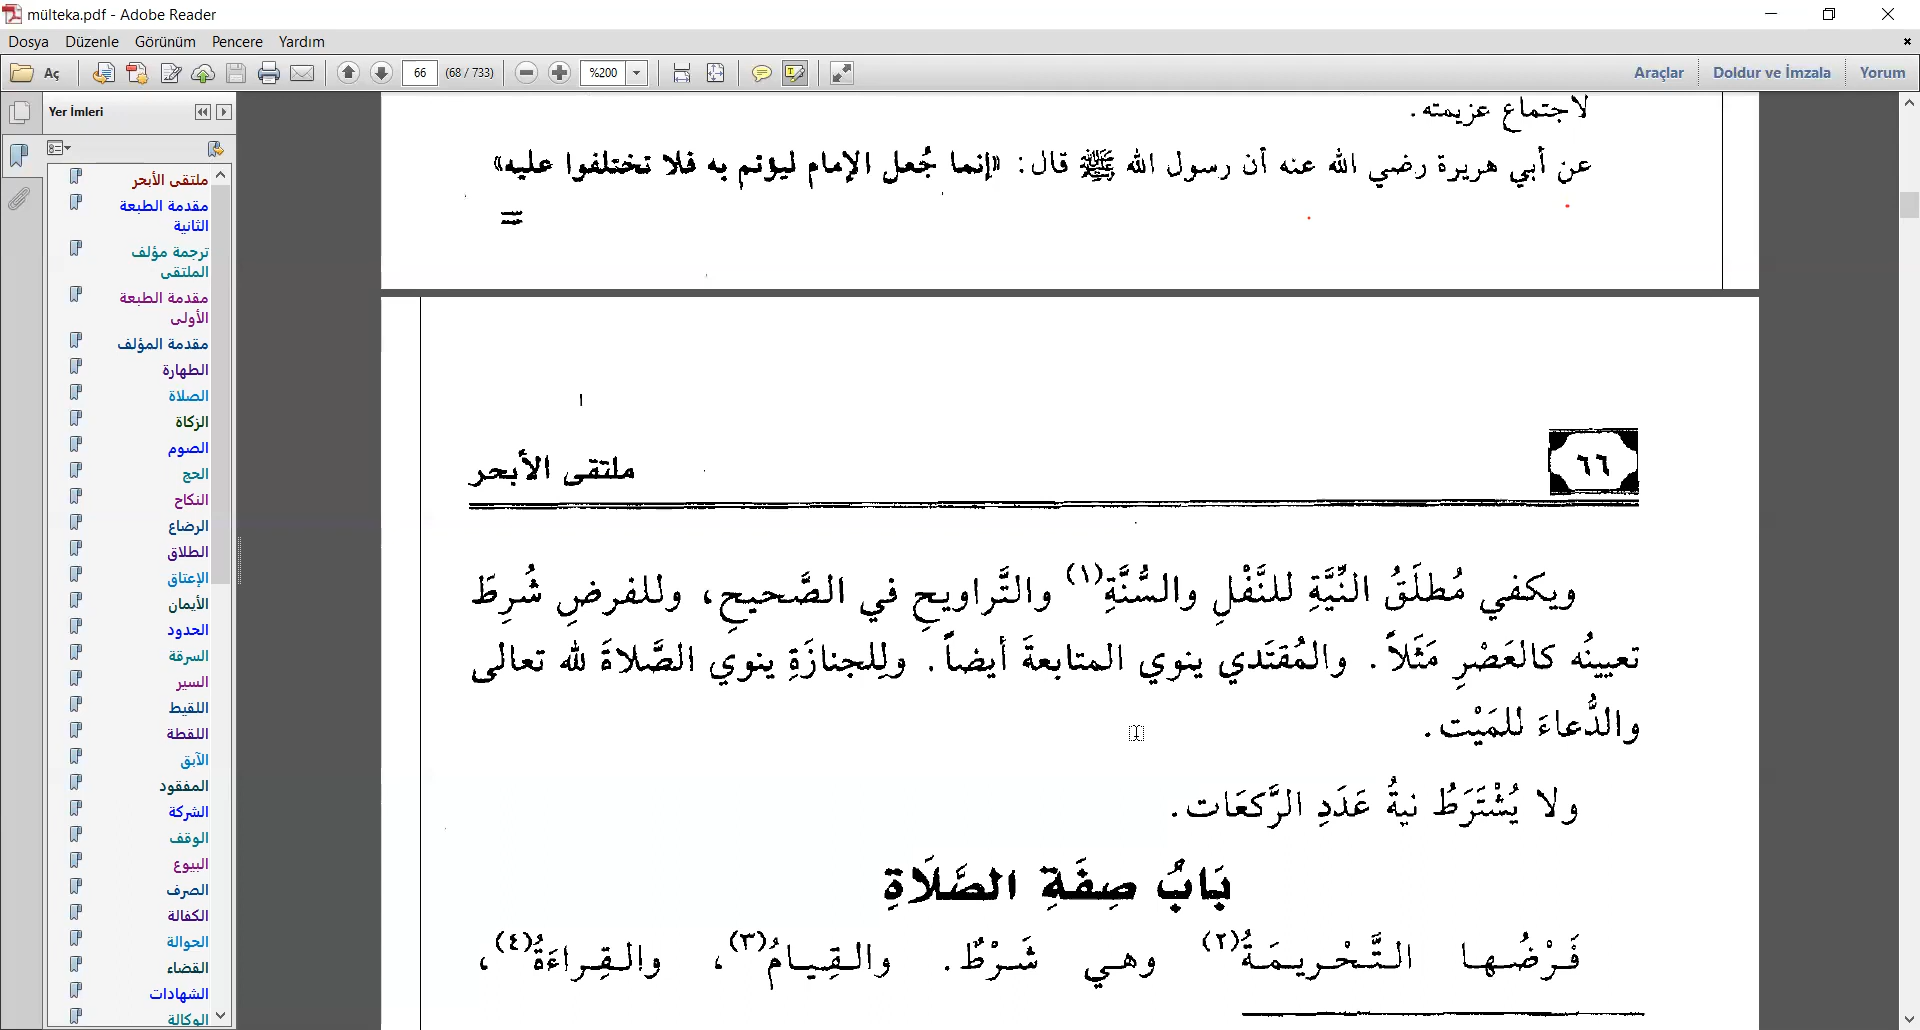 mülteka.pdf - Adobe Reader
Dosya Düzenle Görünüm Pencere Yardım
Aç 66 (68 / 733) %200 Araçlar Doldur ve İmzala Yorum
Yer İmleri
ملتقى الأبحر
مقدمة الطبعة
الثانية
ترجمة مؤلف
الملتقى
مقدمة الطبعة
الأولى
مقدمة المؤلف
الطهارة
الصلاة
الزكاة
الصوم
الحج
النكاح
الرضاع
الطلاق
الإعتاق
الأيمان
الحدود
السرقة
السير
اللقيط
اللقطة
الآبق
المفقود
الشركة
الوقف
البيوع
الصرف
الكفالة
الحوالة
القضاء
الشهادات
الوكالة
لاجتماع عزيمته.
عن أبي هريرة رضي الله عنه أن رسول الله ﷺ قال: «إنما جُعل الإمام ليؤتم به فلا تختلفوا عليه»
=
٦٦ ملتقى الأبحر
ويكفي مُطلَقُ النِّيَّةِ للنَّفْلِ والسُّنَّةِ(١) والتَّراويحِ في الصَّحيحِ، وللفرضِ شُرِطَ
تعيينُه كالعَصْرِ مَثَلاً. والمُقتَدي ينوي المتابعةَ أيضاً. ولِلجنازَةِ ينوي الصَّلاةَ لله تعالى
والدُّعاءَ للمَيْت.
ولا يُشْتَرَطُ نيةُ عَدَدِ الرَّكعَات.
بَابُ صِفَةِ الصَّلَاةِ
فَرْضُها التَّحْريمَةُ(٢) وهي شَرْطٌ. والقِيامُ(٣)، والقِراءَةُ(٤)،